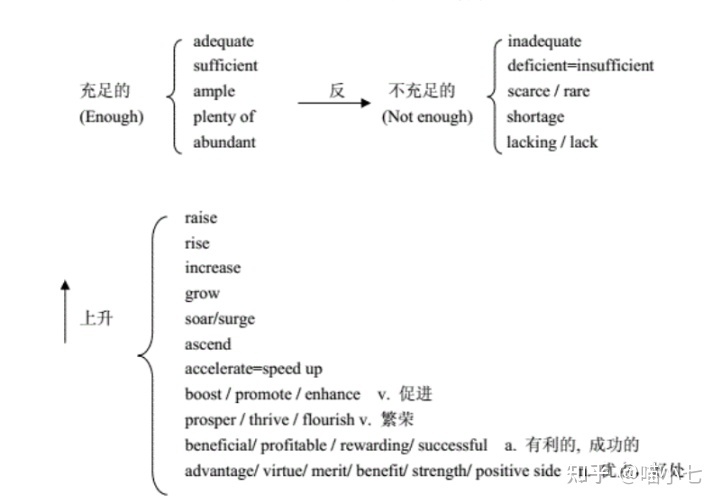 adequate
sufficient
充足的 ample
(Enough) plenty of
abundant
反
inadequate
deficient=insufficient
不充足的 scarce / rare
(Not enough) shortage
lacking / lack
raise
rise
increase
grow
上升 soar/surge
ascend
accelerate=speed up
boost / promote / enhance v. 促进
prosper / thrive / flourish v. 繁荣
beneficial/ profitable / rewarding/ successful a. 有利的, 成功的
advantage/ virtue/ merit/ benefit/ strength/ positive side
知乎 @喵小七